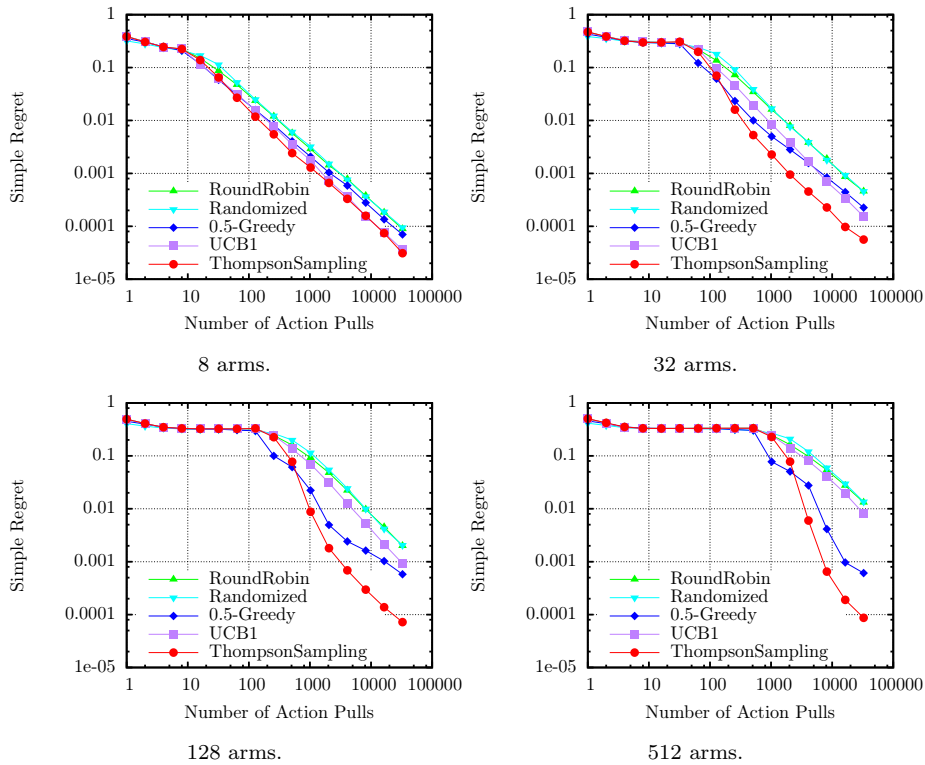 1
0.1
0.01
0.001
0.0001
1e-05
Simple Regret
RoundRobin
Randomized
0.5-Greedy
UCB1
ThompsonSampling
1 10 100 1000 10000 100000
Number of Action Pulls
8 arms.
1
0.1
0.01
0.001
0.0001
1e-05
Simple Regret
RoundRobin
Randomized
0.5-Greedy
UCB1
ThompsonSampling
1 10 100 1000 10000 100000
Number of Action Pulls
32 arms.
1
0.1
0.01
0.001
0.0001
1e-05
Simple Regret
RoundRobin
Randomized
0.5-Greedy
UCB1
ThompsonSampling
1 10 100 1000 10000 100000
Number of Action Pulls
128 arms.
1
0.1
0.01
0.001
0.0001
1e-05
Simple Regret
RoundRobin
Randomized
0.5-Greedy
UCB1
ThompsonSampling
1 10 100 1000 10000 100000
Number of Action Pulls
512 arms.